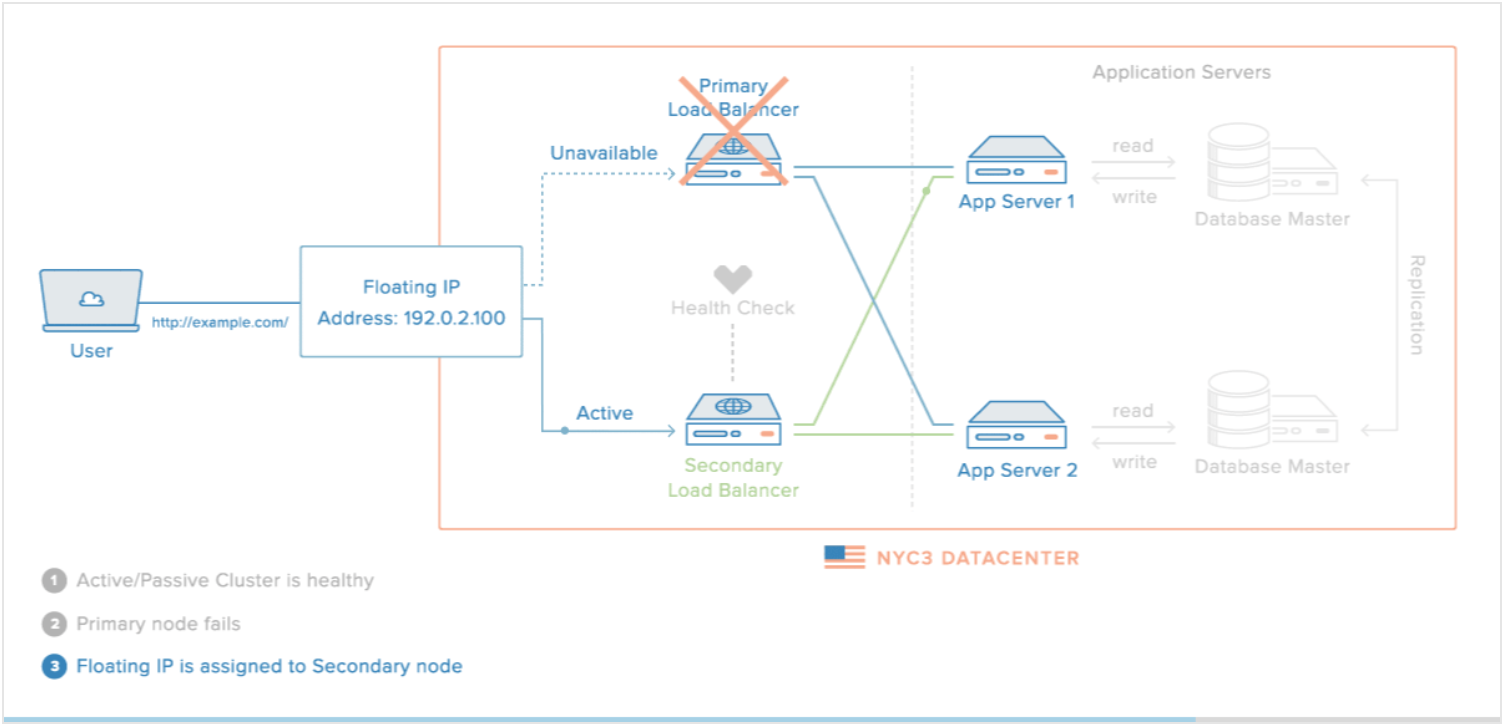 Application Servers
Primary
Load Balancer
Unavailable
read
write
App Server 1
Database Master
Floating IP
Address: 192.0.2.100
http://example.com/
User
Health Check
Replication
Active
Secondary
Load Balancer
read
write
App Server 2
Database Master
NYC3 DATACENTER
1 Active/Passive Cluster is healthy
2 Primary node fails
3 Floating IP is assigned to Secondary node